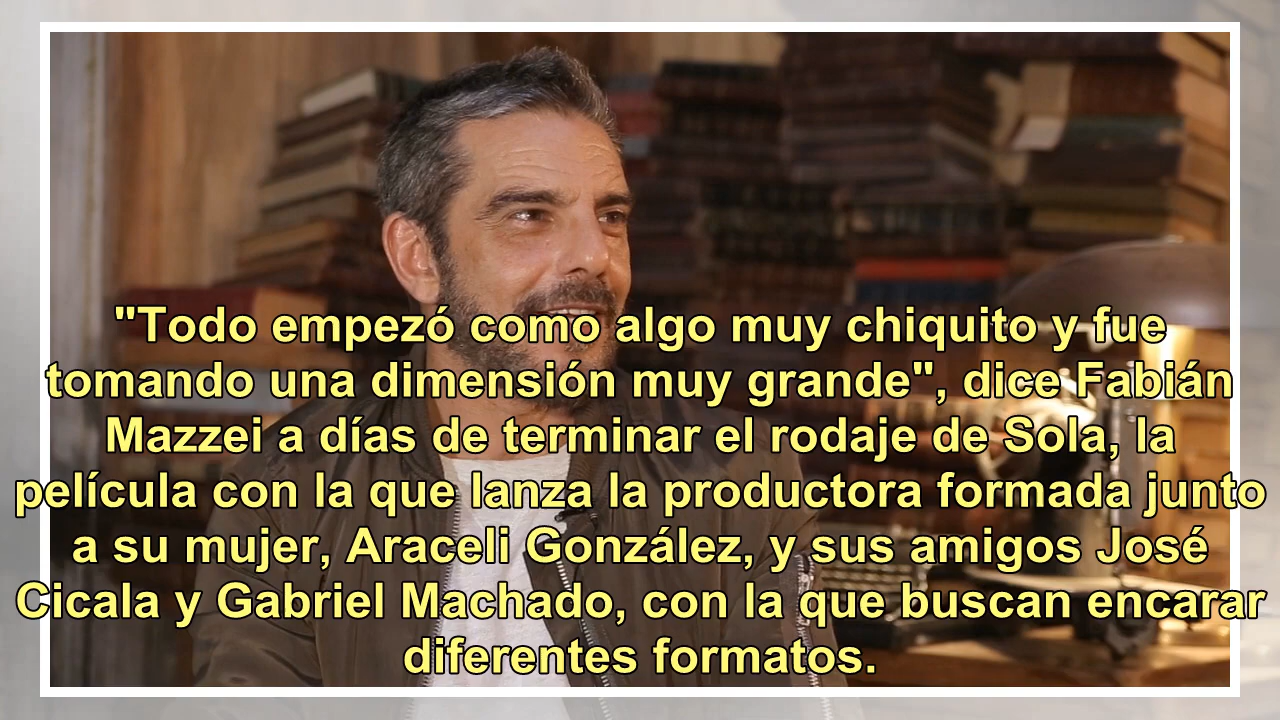 "Todo empezó como algo muy chiquito y fue
tomando una dimensión muy grande", dice Fabián
Mazzei a días de terminar el rodaje de Sola, la
película con la que lanza la productora formada junto
a su mujer, Araceli González, y sus amigos José
Cicala y Gabriel Machado, con la que buscan encarar
diferentes formatos.